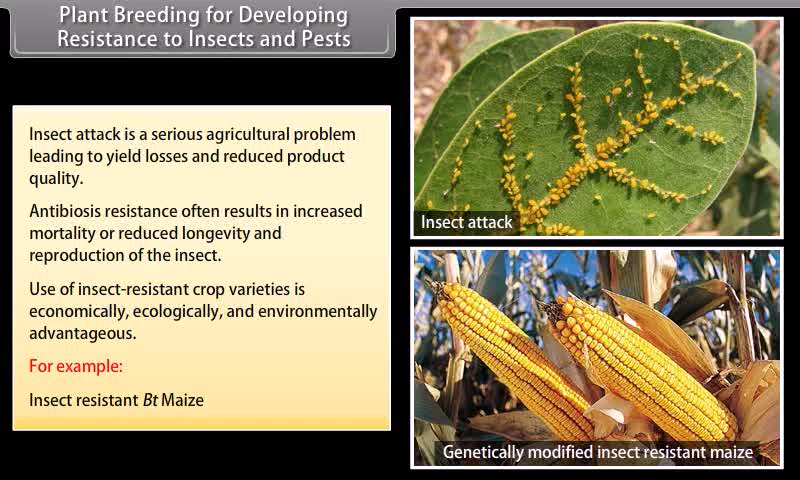 Plant Breeding for Developing
Resistance to Insects and Pests
Insect attack is a serious agricultural problem
leading to yield losses and reduced product
quality.
Antibiosis resistance often results in increased
mortality or reduced longevity and
reproduction of the insect.
Use of insect-resistant crop varieties is
economically, ecologically, and environmentally
advantageous.
For example:
Insect resistant Bt Maize
Insect attack
Genetically modified insect resistant maize